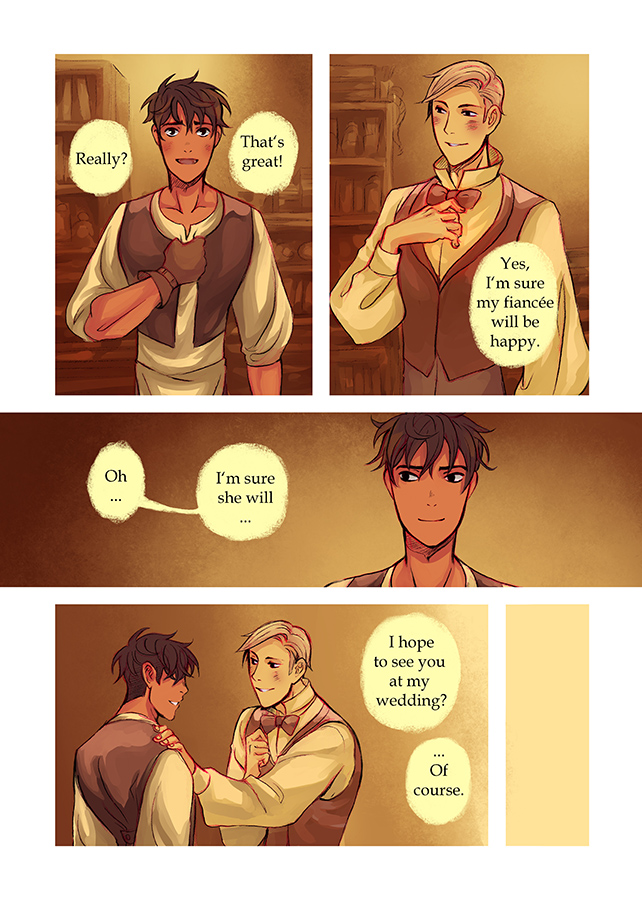 Really?
That's
great!
Yes,
I'm sure
my fiancée
will be
happy.
Oh
...
I'm sure
she will
...
I hope
to see you
at my
wedding?
...
Of
course.